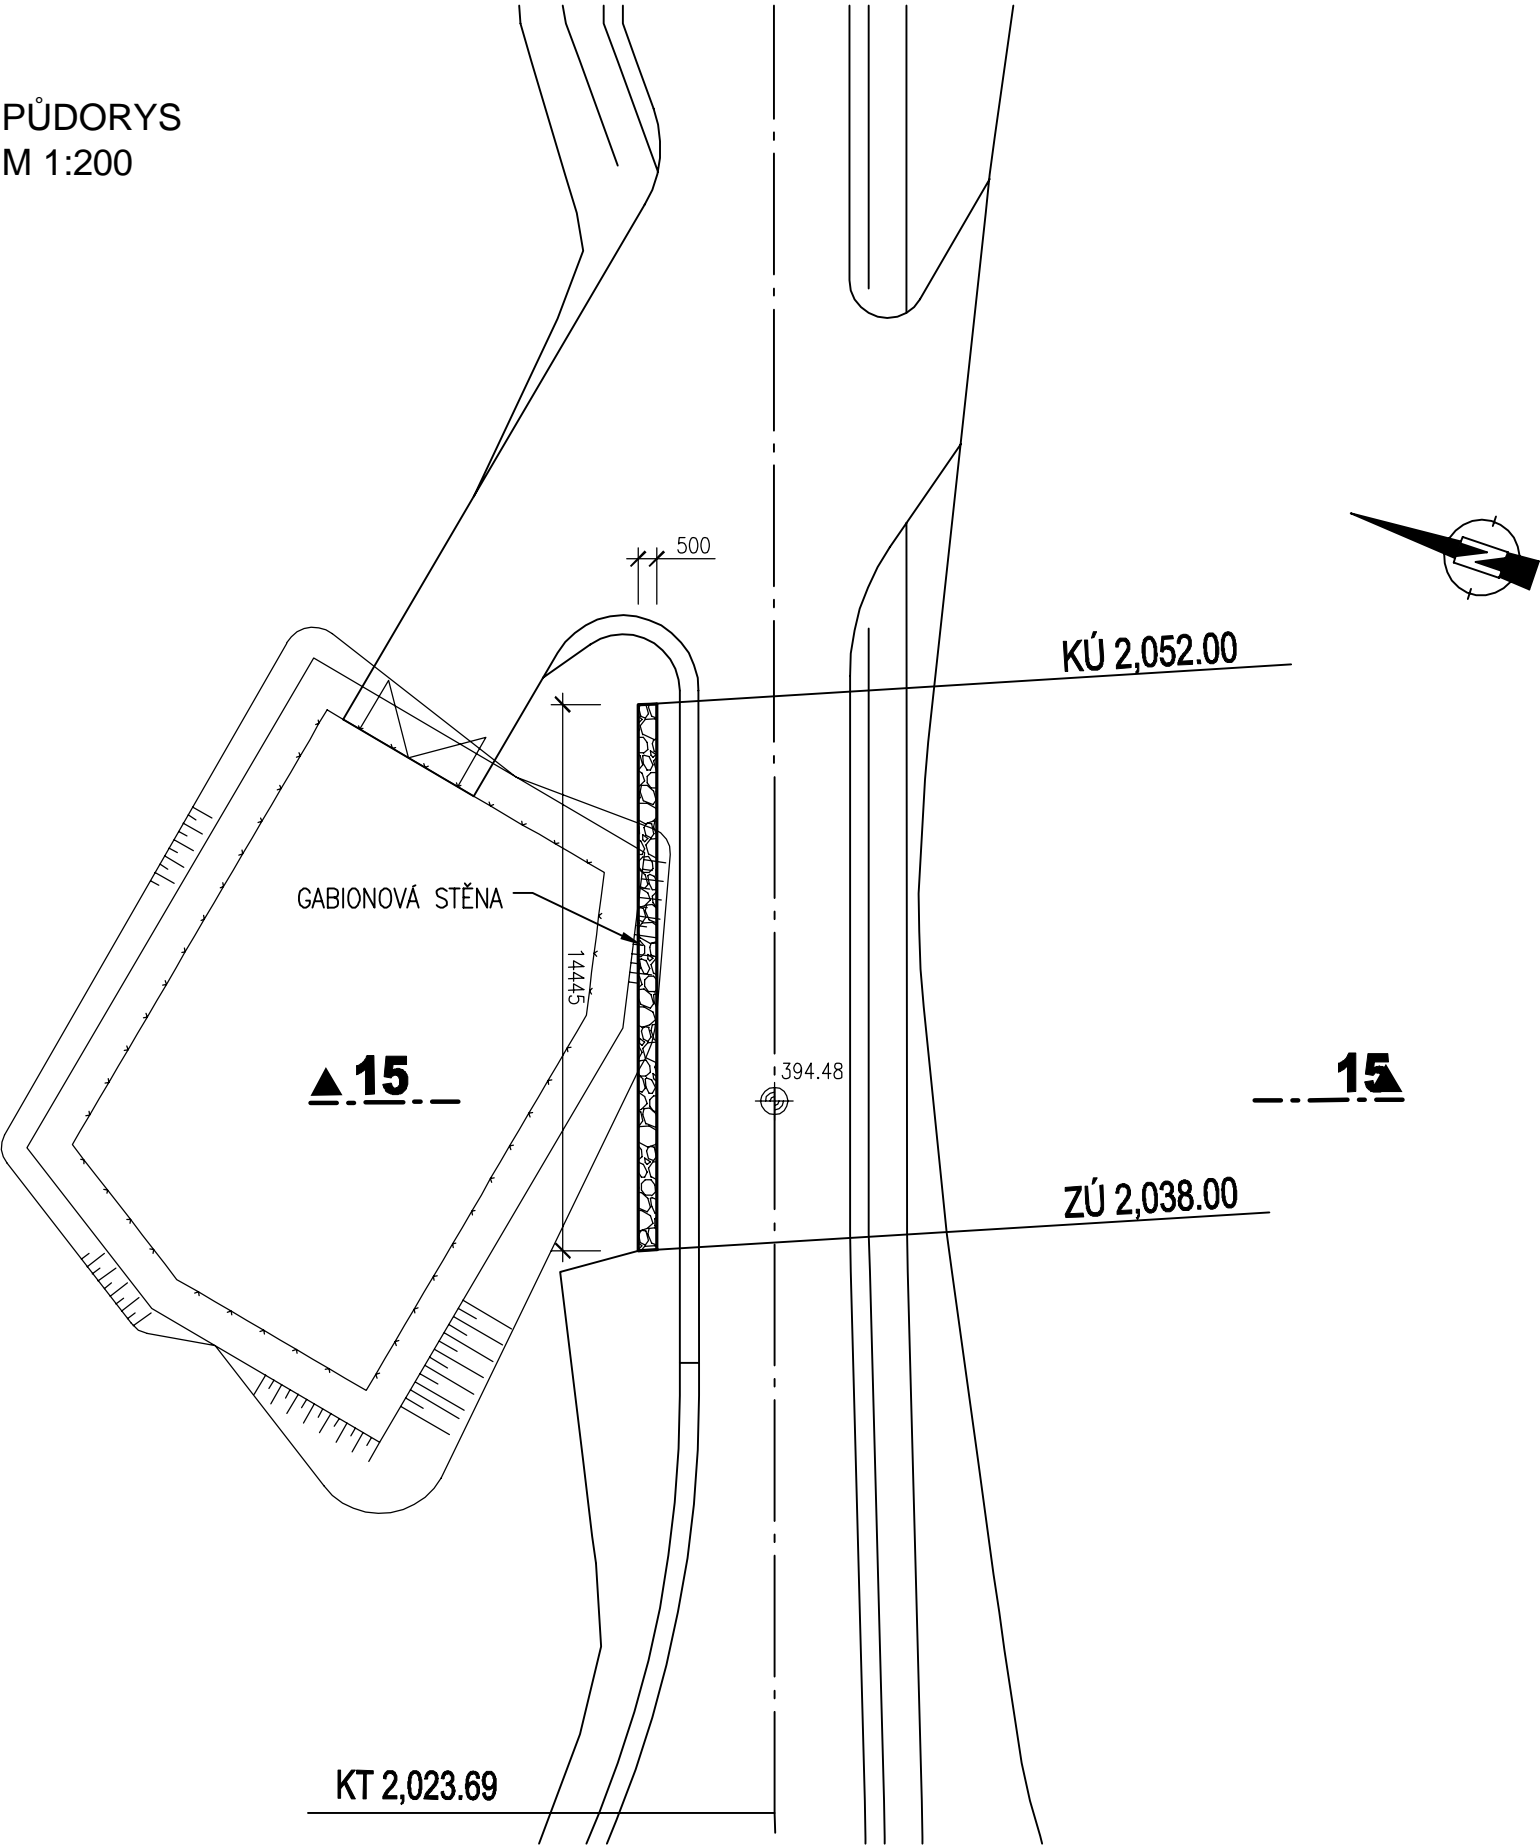 PŮDORYS
M 1:200
500
N
KÚ 2,052.00
GABIONOVÁ STĚNA
14445
15
394.48
15
ZÚ 2,038.00
KT 2,023.69